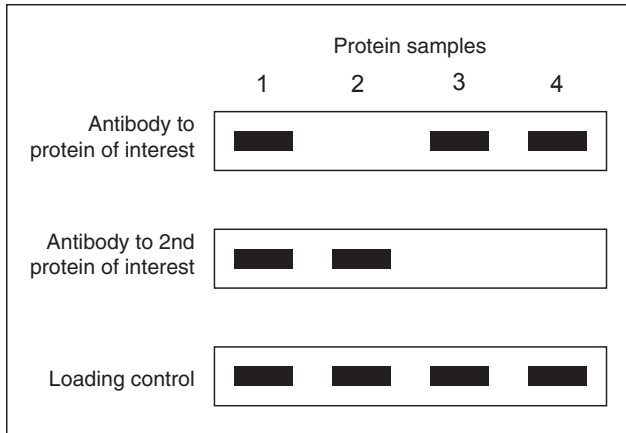 Protein samples
1 2 3 4
Antibody to
protein of interest
Antibody to 2nd
protein of interest
Loading control